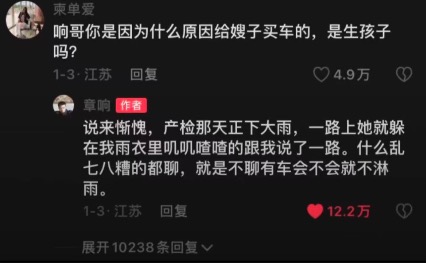 柬单爱
响哥你是因为什么原因给嫂子买车的，是生孩子
吗？
1-3 · 江苏 回复 4.9万
章响 作者
说来惭愧，产检那天正下大雨，一路上她就躲
在我雨衣里叽叽喳喳的跟我说了一路。什么乱
七八糟的都聊，就是不聊有车会不会就不淋
雨。
1-3 · 江苏 回复 12.2万
展开10238条回复